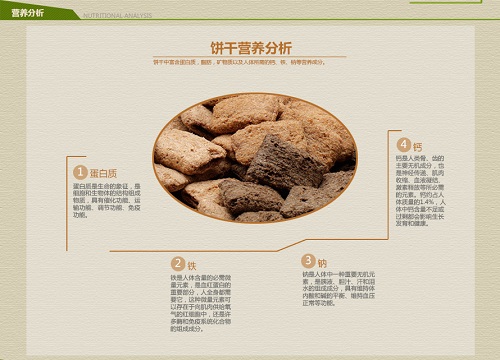 营养分析
NUTRITIONAL ANALYSIS
饼干营养分析
饼干中富含蛋白质，脂肪，矿物质以及人体所需的钙、铁、钠等营养成分。
1 蛋白质
蛋白质是生命的象征，是
细胞和生物体的结构组成
物质，具有催化功能、运
输功能、调节功能、免疫
功能。
2 铁
铁是人体含量的必需微
量元素，是血红蛋白的
重要部分，人全身都需
要它，这种微量元素可
以存在于向肌肉供给氧
气的红细胞中，还是许
多酶和免疫系统化合物
的组成成分。
3 钠
钠是人体中一种重要无机元
素，是胰液、胆汁、汗和泪
水的组成成分，具有维持体
内酸和碱的平衡、维持血压
正常等功能。
4 钙
钙是人类骨、齿的
主要无机成分，也
是神经传递、肌肉
收缩、血液凝结、
激素释放等所必需
的元素。钙约占人
体质量的1.4%，人
体中钙含量不足或
过剩都会影响生长
发育和健康。